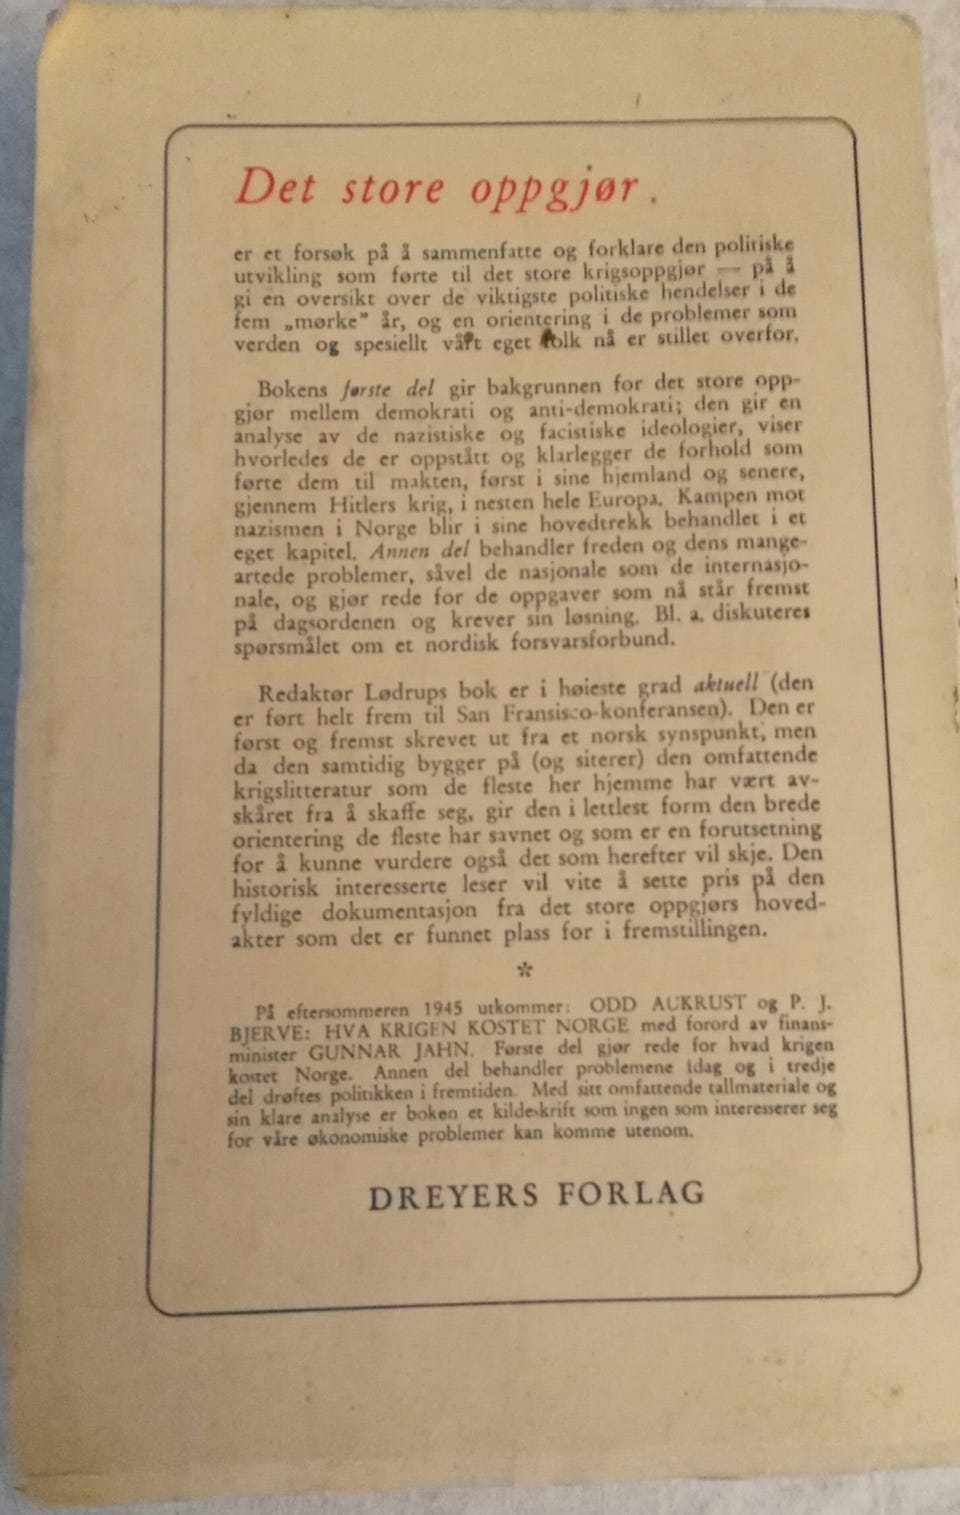 Det store oppgjør.
er et forsøk på å sammenfatte og forklare den politiske
utvikling som førte til det store krigsoppgjør — på å
gi en oversikt over de viktigste politiske hendelser i de
fem „mørke” år, og en orientering i de problemer som
verden og spesiellt vårt eget folk nå er stillet overfor.
Bokens første del gir bakgrunnen for det store opp-
gjør mellem demokrati og anti-demokrati; den gir en
analyse av de nazistiske og facistiske ideologier, viser
hvorledes de er oppstått og klarlegger de forhold som
førte dem til makten, først i sine hjemland og senere,
gjennem Hitlers krig, i nesten hele Europa. Kampen mot
nazismen i Norge blir i sine hovedtrekk behandlet i et
eget kapitel. Annen del behandler freden og dens mange-
artede problemer, såvel de nasjonale som de internasjo-
nale, og gjør rede for de oppgaver som nå står fremst
på dagsordenen og krever sin løsning. Bl. a. diskuteres
spørsmålet om et nordisk forsvarsforbund.
Redaktør Lødrups bok er i høieste grad aktuell (den
er ført helt frem til San Fransisco-konferansen). Den er
først og fremst skrevet ut fra et norsk synspunkt, men
da den samtidig bygger på (og siterer) den omfattende
krigslitteratur som de fleste her hjemme har vært av-
skåret fra å skaffe seg, gir den i lettlest form den brede
orientering de fleste har savnet og som er en forutsetning
for å kunne vurdere også det som herefter vil skje. Den
historisk interesserte leser vil vite å sette pris på den
fyldige dokumentasjon fra det store oppgjørs hoved-
akter som det er funnet plass for i fremstillingen.
*
På eftersommeren 1945 utkommer: ODD AUKRUST og P. J.
BJERVE: HVA KRIGEN KOSTET NORGE med forord av finans-
minister GUNNAR JAHN. Første del gjør rede for hvad krigen
kostet Norge. Annen del behandler problemene idag og i tredje
del drøftes politikken i fremtiden. Med sitt omfattende tallmateriale og
sin klare analyse er boken et kildeskrift som ingen som interesserer seg
for våre økonomiske problemer kan komme utenom.
DREYERS FORLAG